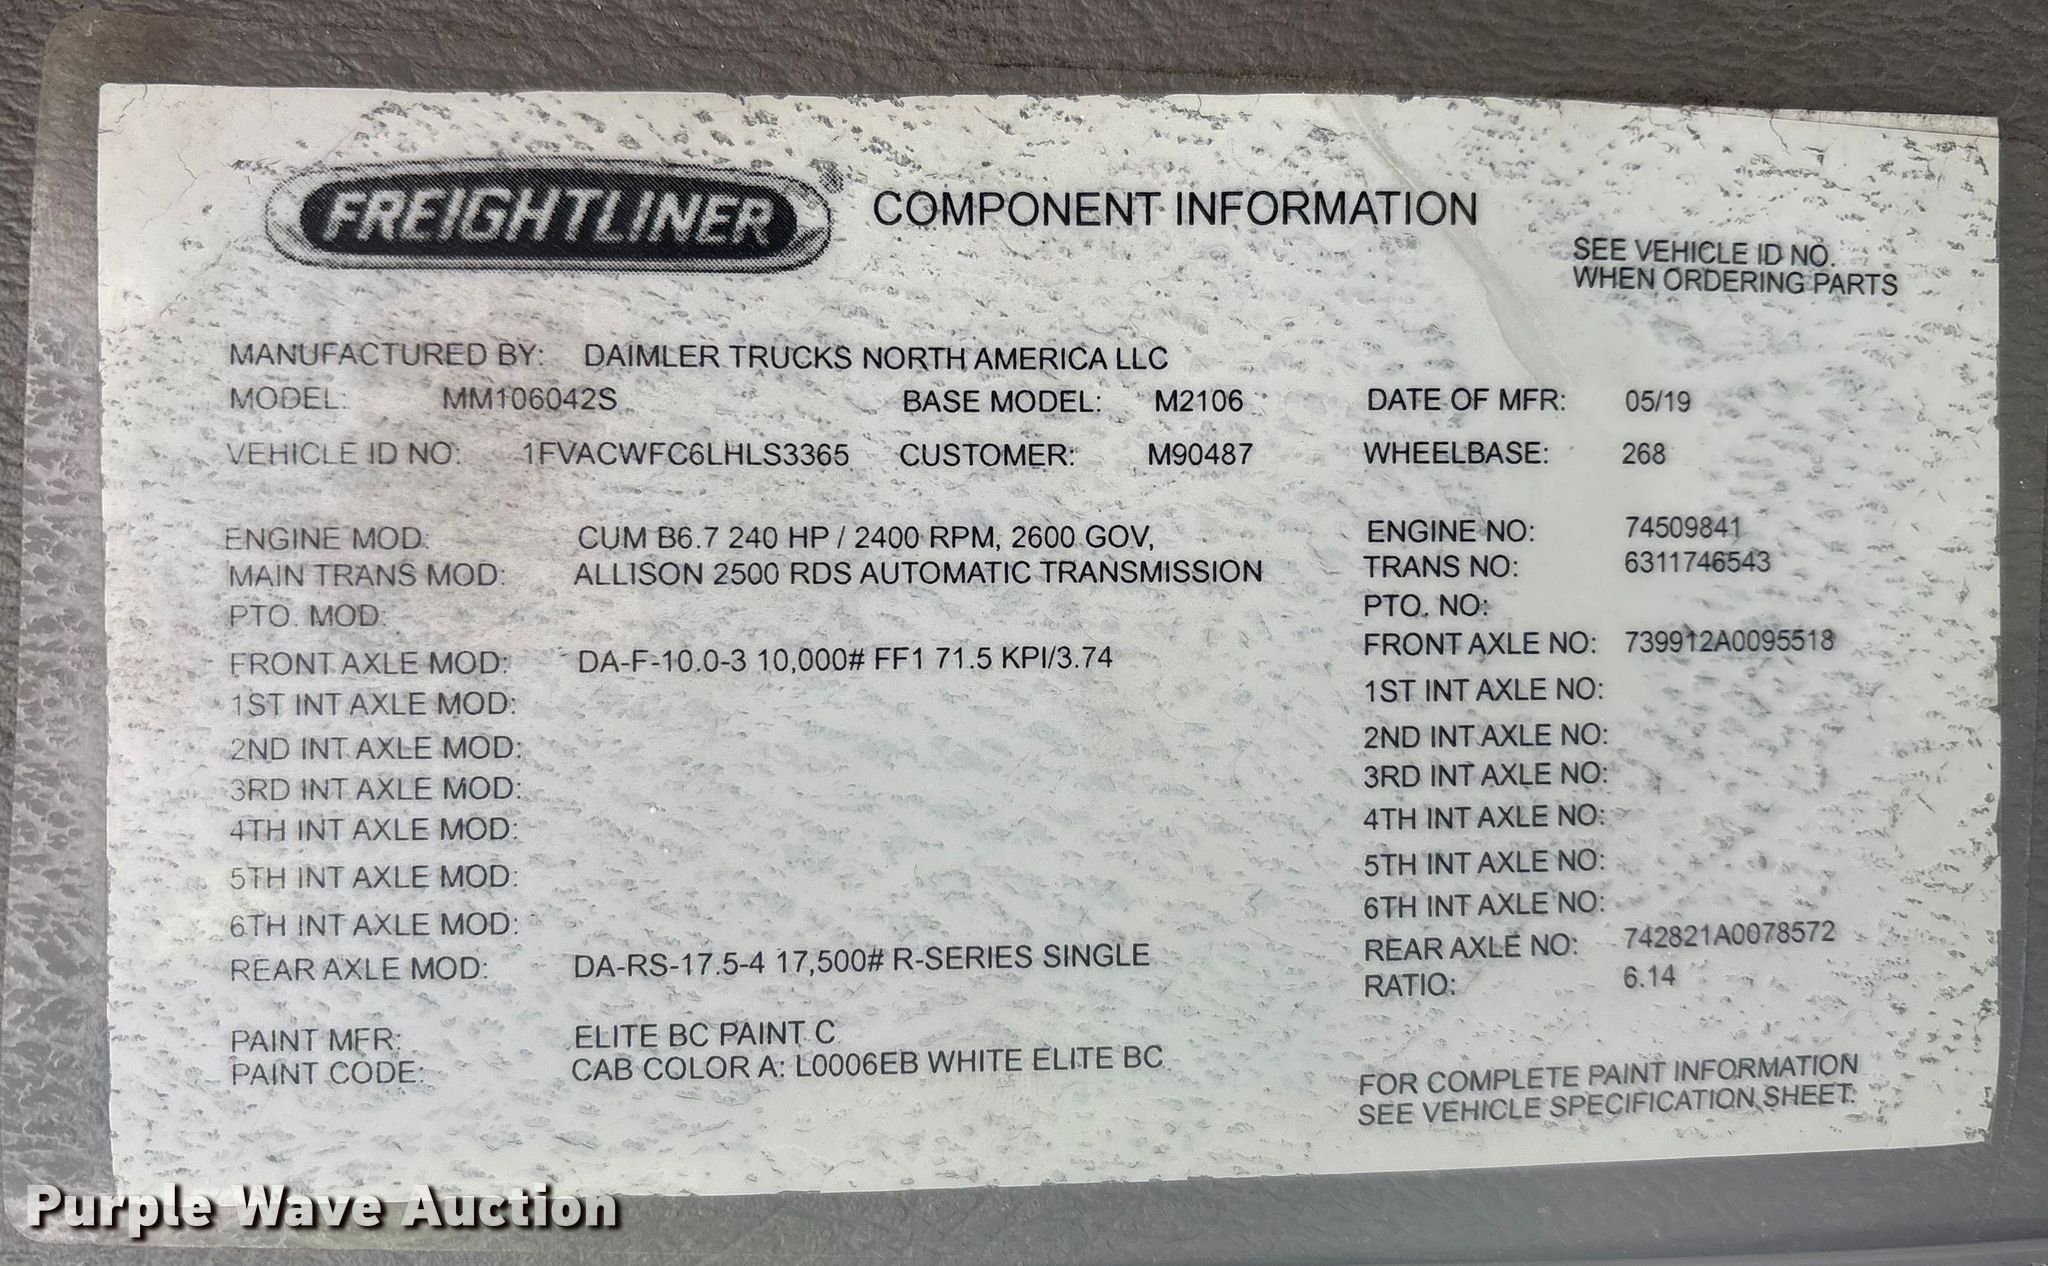 FREIGHTLINER® COMPONENT INFORMATION
SEE VEHICLE ID NO.
WHEN ORDERING PARTS
MANUFACTURED BY: DAIMLER TRUCKS NORTH AMERICA LLC
MODEL: MM106042S BASE MODEL: M2106 DATE OF MFR: 05/19
VEHICLE ID NO: 1FVACWFC6LHLS3365 CUSTOMER: M90487 WHEELBASE: 268
ENGINE MOD: CUM B6.7 240 HP / 2400 RPM, 2600 GOV, ENGINE NO: 74509841
MAIN TRANS MOD: ALLISON 2500 RDS AUTOMATIC TRANSMISSION TRANS NO: 6311746543
PTO. MOD: PTO. NO:
FRONT AXLE MOD: DA-F-10.0-3 10,000# FF1 71.5 KPI/3.74 FRONT AXLE NO: 739912A0095518
1ST INT AXLE MOD: 1ST INT AXLE NO:
2ND INT AXLE MOD: 2ND INT AXLE NO:
3RD INT AXLE MOD: 3RD INT AXLE NO:
4TH INT AXLE MOD: 4TH INT AXLE NO:
5TH INT AXLE MOD: 5TH INT AXLE NO:
6TH INT AXLE MOD: 6TH INT AXLE NO:
REAR AXLE MOD: DA-RS-17.5-4 17,500# R-SERIES SINGLE REAR AXLE NO: 742821A0078572
RATIO: 6.14
PAINT MFR: ELITE BC PAINT C
PAINT CODE: CAB COLOR A: L0006EB WHITE ELITE BC
FOR COMPLETE PAINT INFORMATION
SEE VEHICLE SPECIFICATION SHEET.
Purple Wave Auction